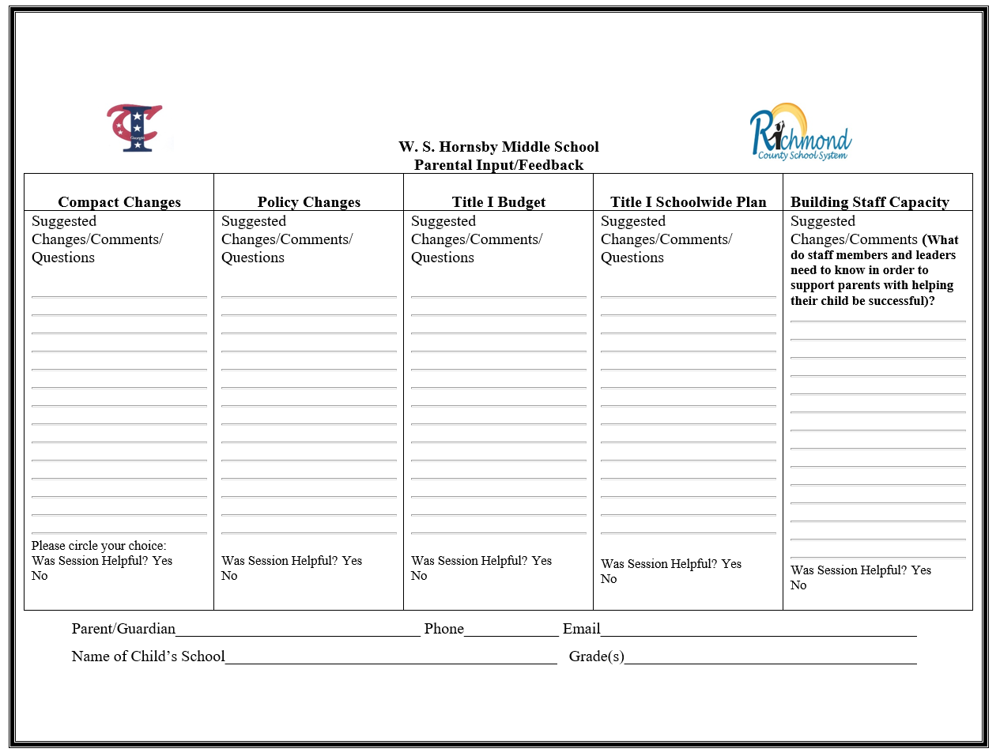 Georgia
Richmond
County School System
W. S. Hornsby Middle School
Parental Input/Feedback
Compact Changes
Suggested
Changes/Comments/
Questions
Please circle your choice:
Was Session Helpful? Yes
No
Policy Changes
Suggested
Changes/Comments/
Questions
Was Session Helpful? Yes
No
Title I Budget
Suggested
Changes/Comments/
Questions
Was Session Helpful? Yes
No
Title I Schoolwide Plan
Suggested
Changes/Comments/
Questions
Was Session Helpful? Yes
No
Building Staff Capacity
Suggested
Changes/Comments (What
do staff members and leaders
need to know in order to
support parents with helping
their child be successful)?
Was Session Helpful? Yes
No
Parent/Guardian_______________________________ Phone____________ Email________________________________________
Name of Child’s School__________________________________________ Grade(s)_____________________________________